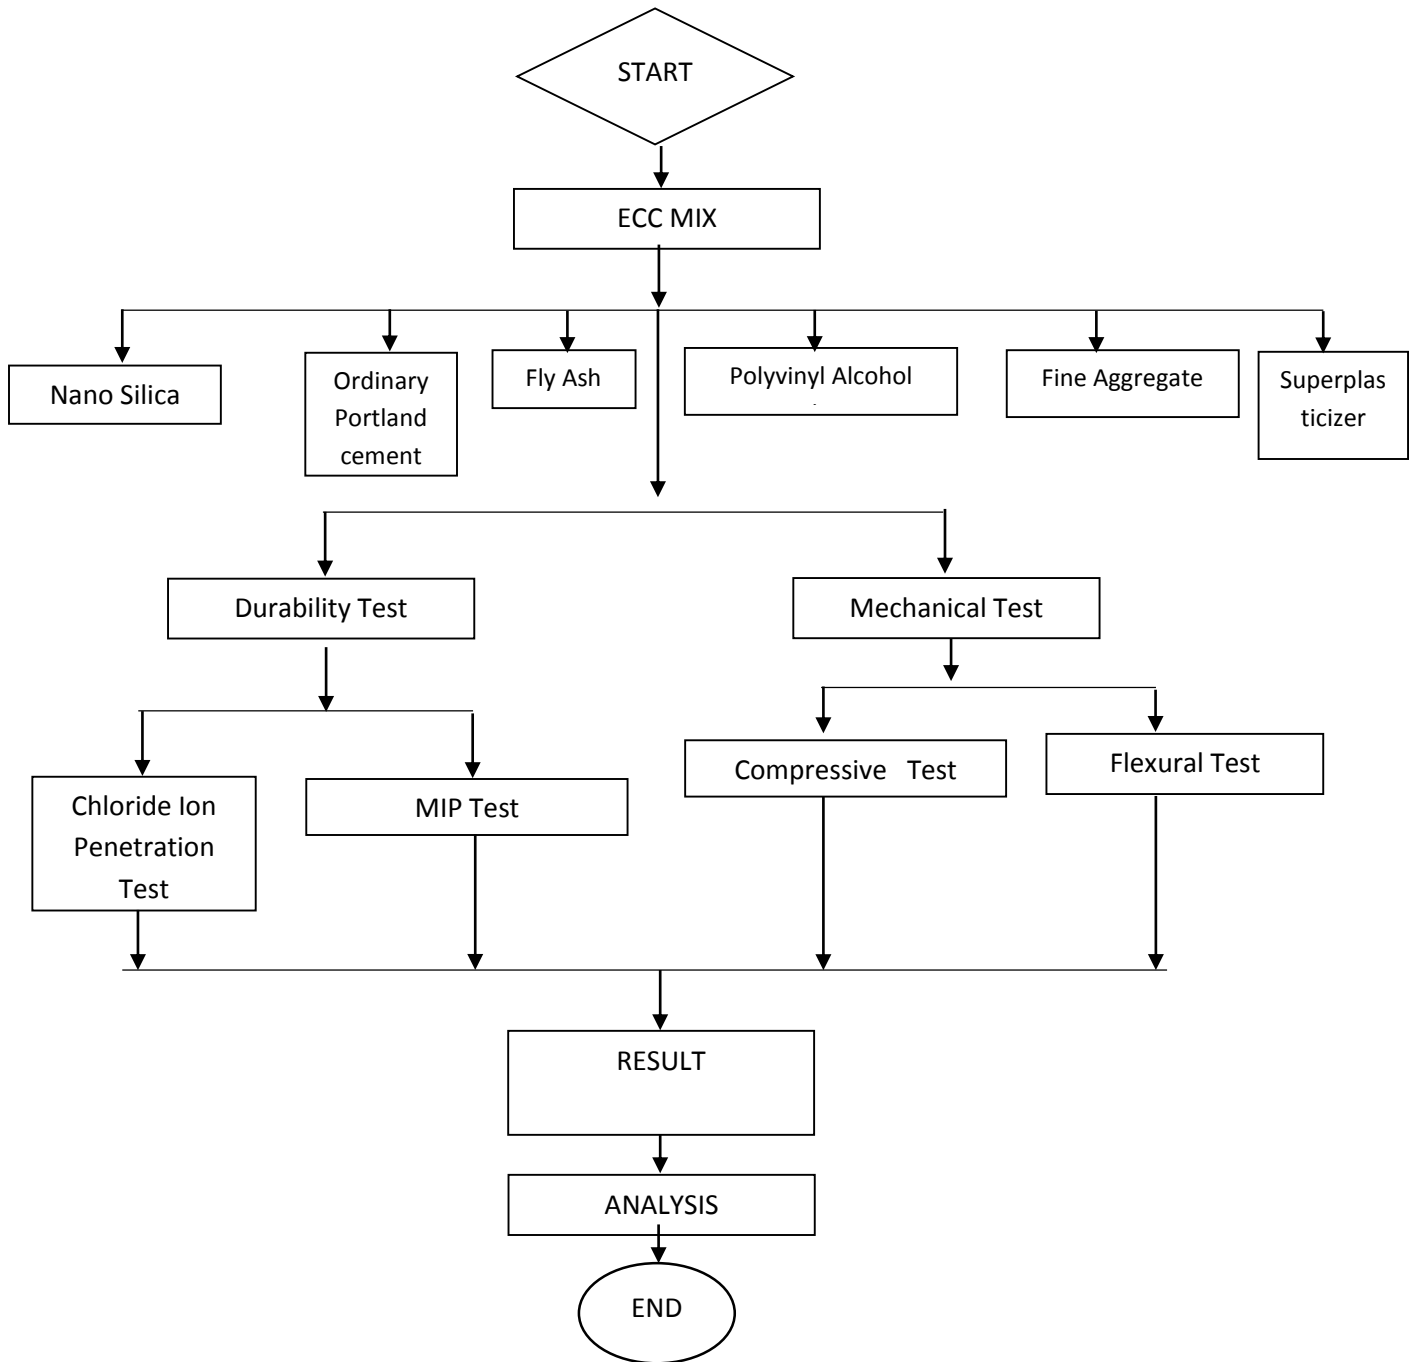 START
ECC MIX
Nano Silica
Ordinary
Portland
cement
Fly Ash
Polyvinyl Alcohol
Fine Aggregate
Superplas
ticizer
Durability Test
Mechanical Test
Chloride Ion
Penetration
Test
MIP Test
Compressive Test
Flexural Test
RESULT
ANALYSIS
END